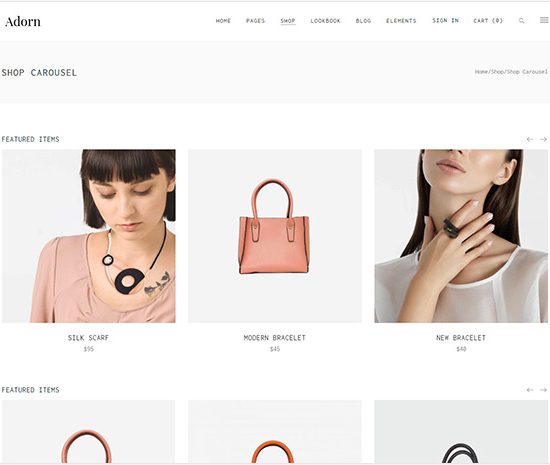 Adorn HOME PAGES SHOP LOOKBOOK BLOG ELEMENTS SIGN IN CART (0)
SHOP CAROUSEL Home/Shop/Shop Carousel
FEATURED ITEMS
SILK SCARF MODERN BRACELET NEW BRACELET
$95 $45 $40
FEATURED ITEMS